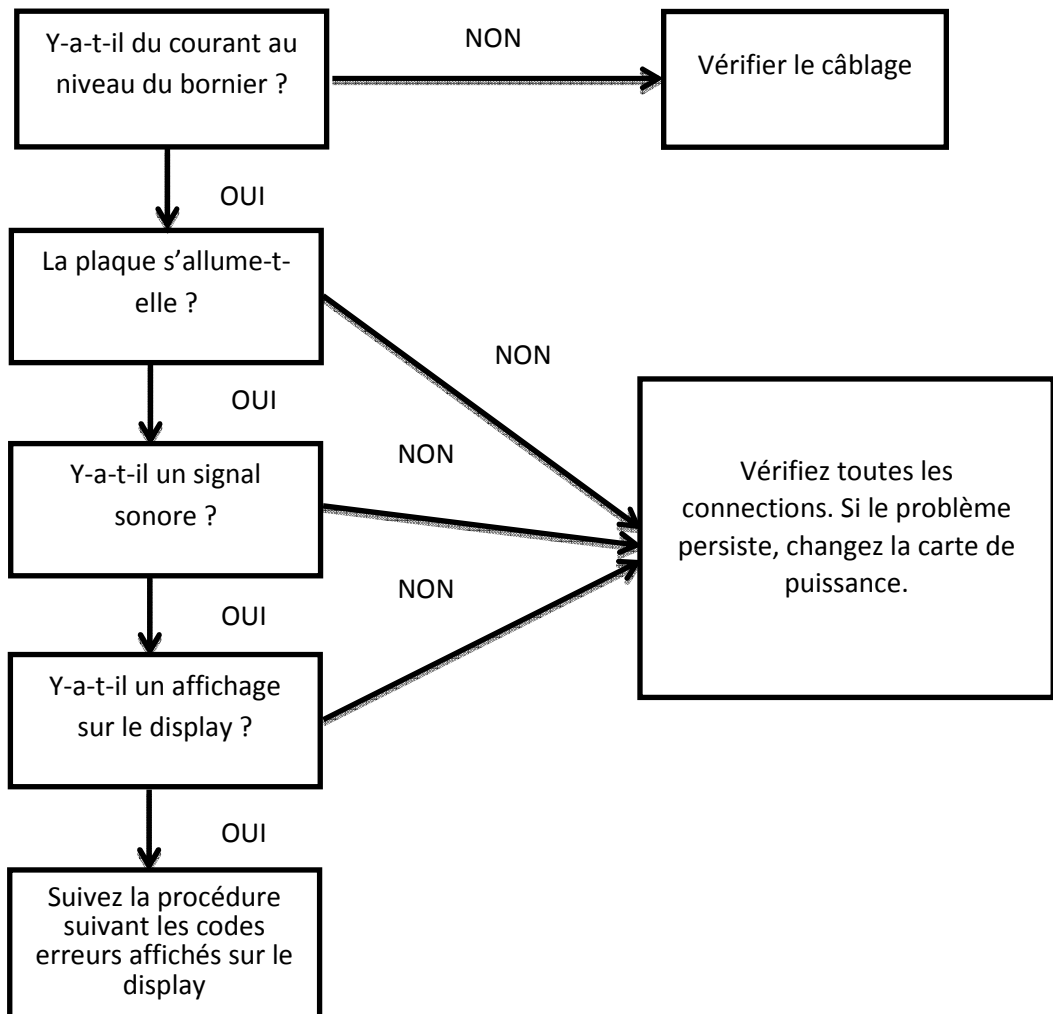 Y-a-t-il du courant au
niveau du bornier ?
NON
Vérifier le câblage
OUI
La plaque s’allume-t-
elle ?
NON
OUI
Y-a-t-il un signal
sonore ?
NON
Vérifiez toutes les
connections. Si le problème
persiste, changez la carte de
puissance.
NON
OUI
Y-a-t-il un affichage
sur le display ?
OUI
Suivez la procédure
suivant les codes
erreurs affichés sur le
display